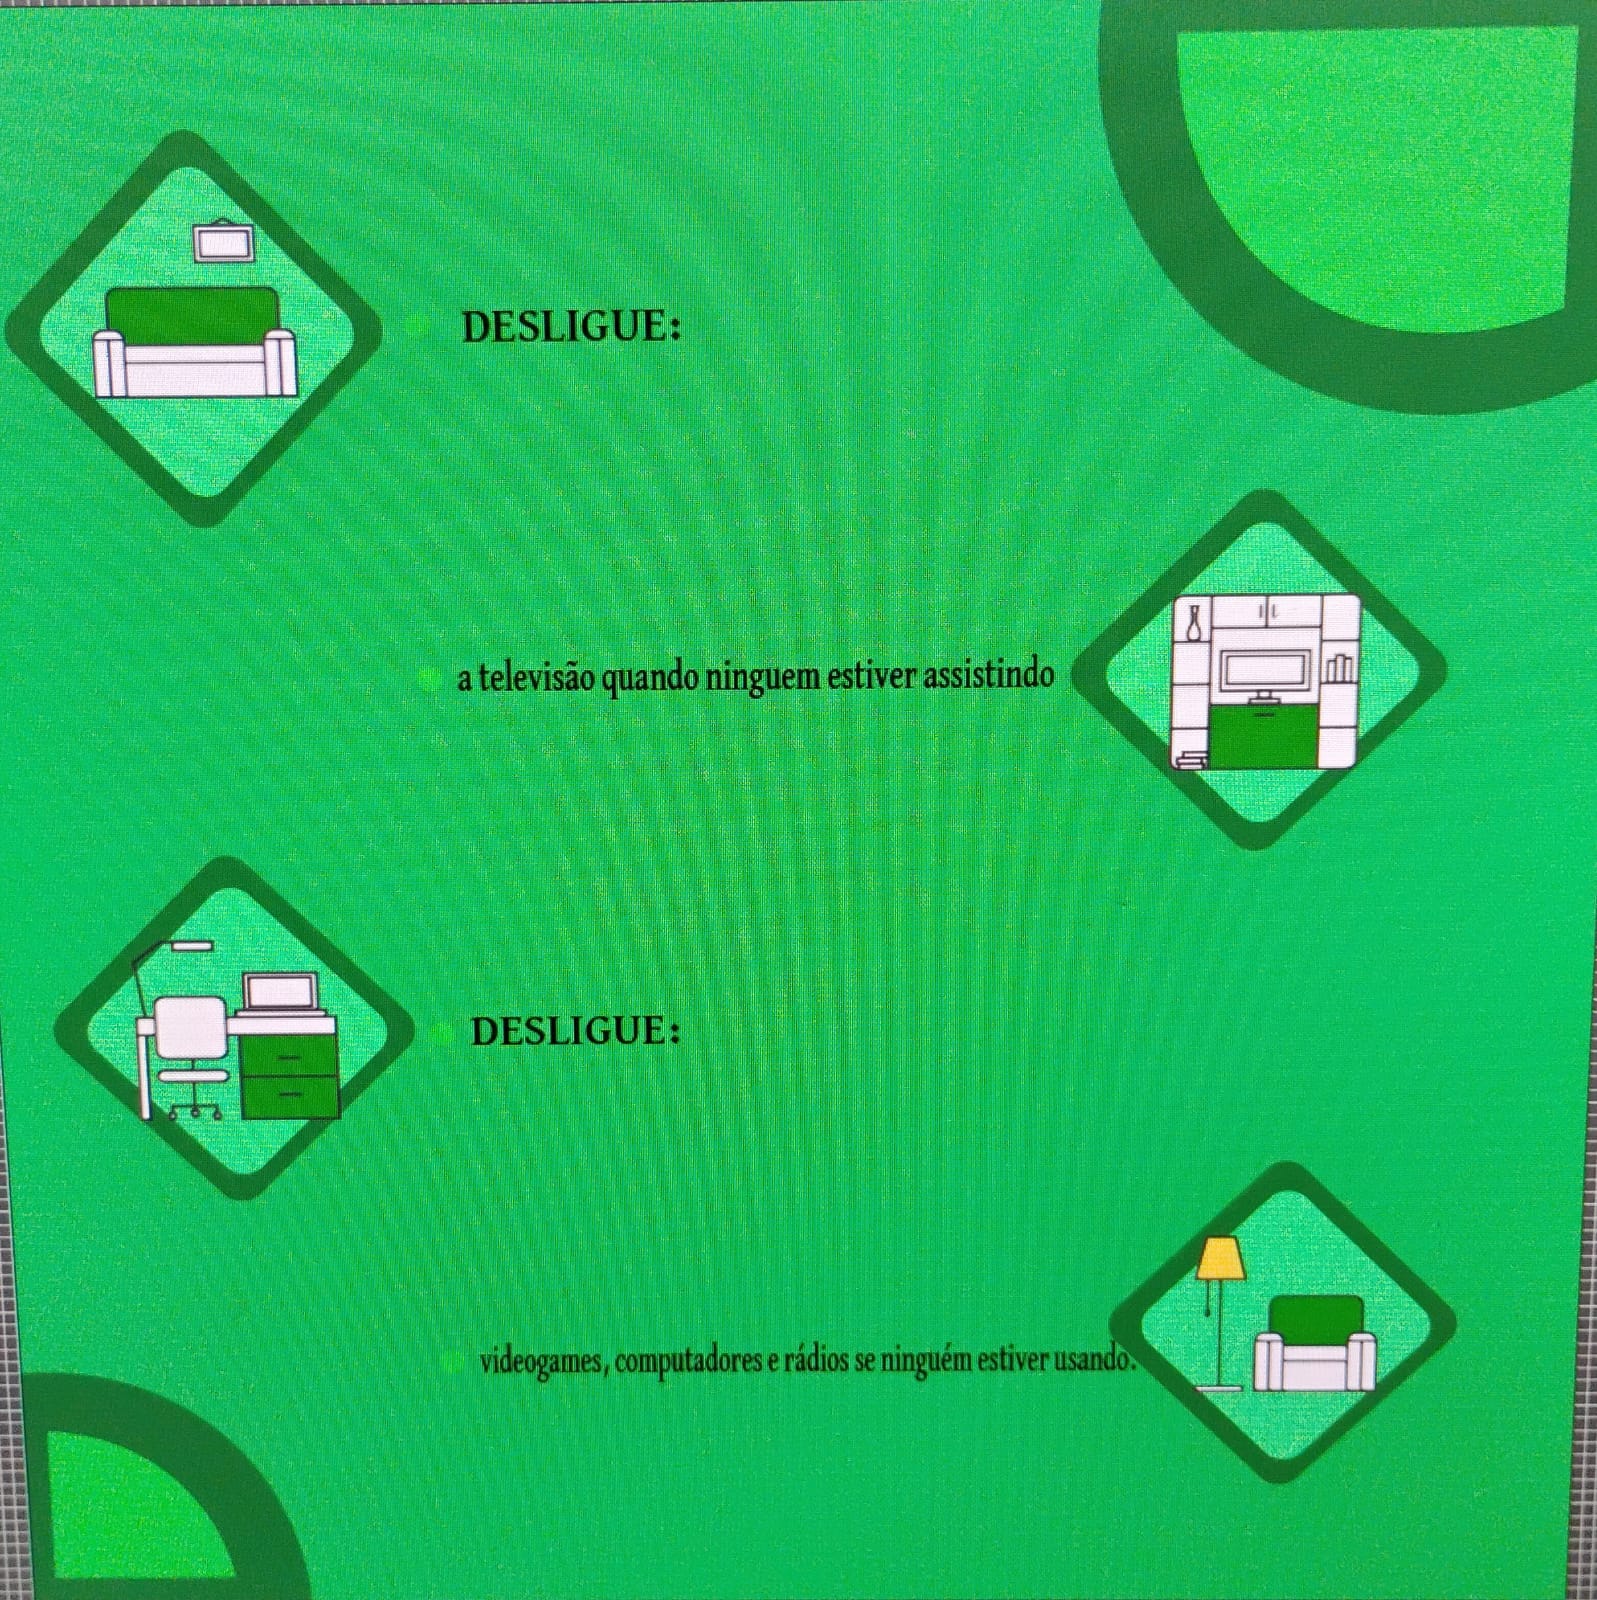 DESLIGUE:
a televisão quando ninguem estiver assistindo
DESLIGUE:
videogames, computadores e rádios se ninguém estiver usando.